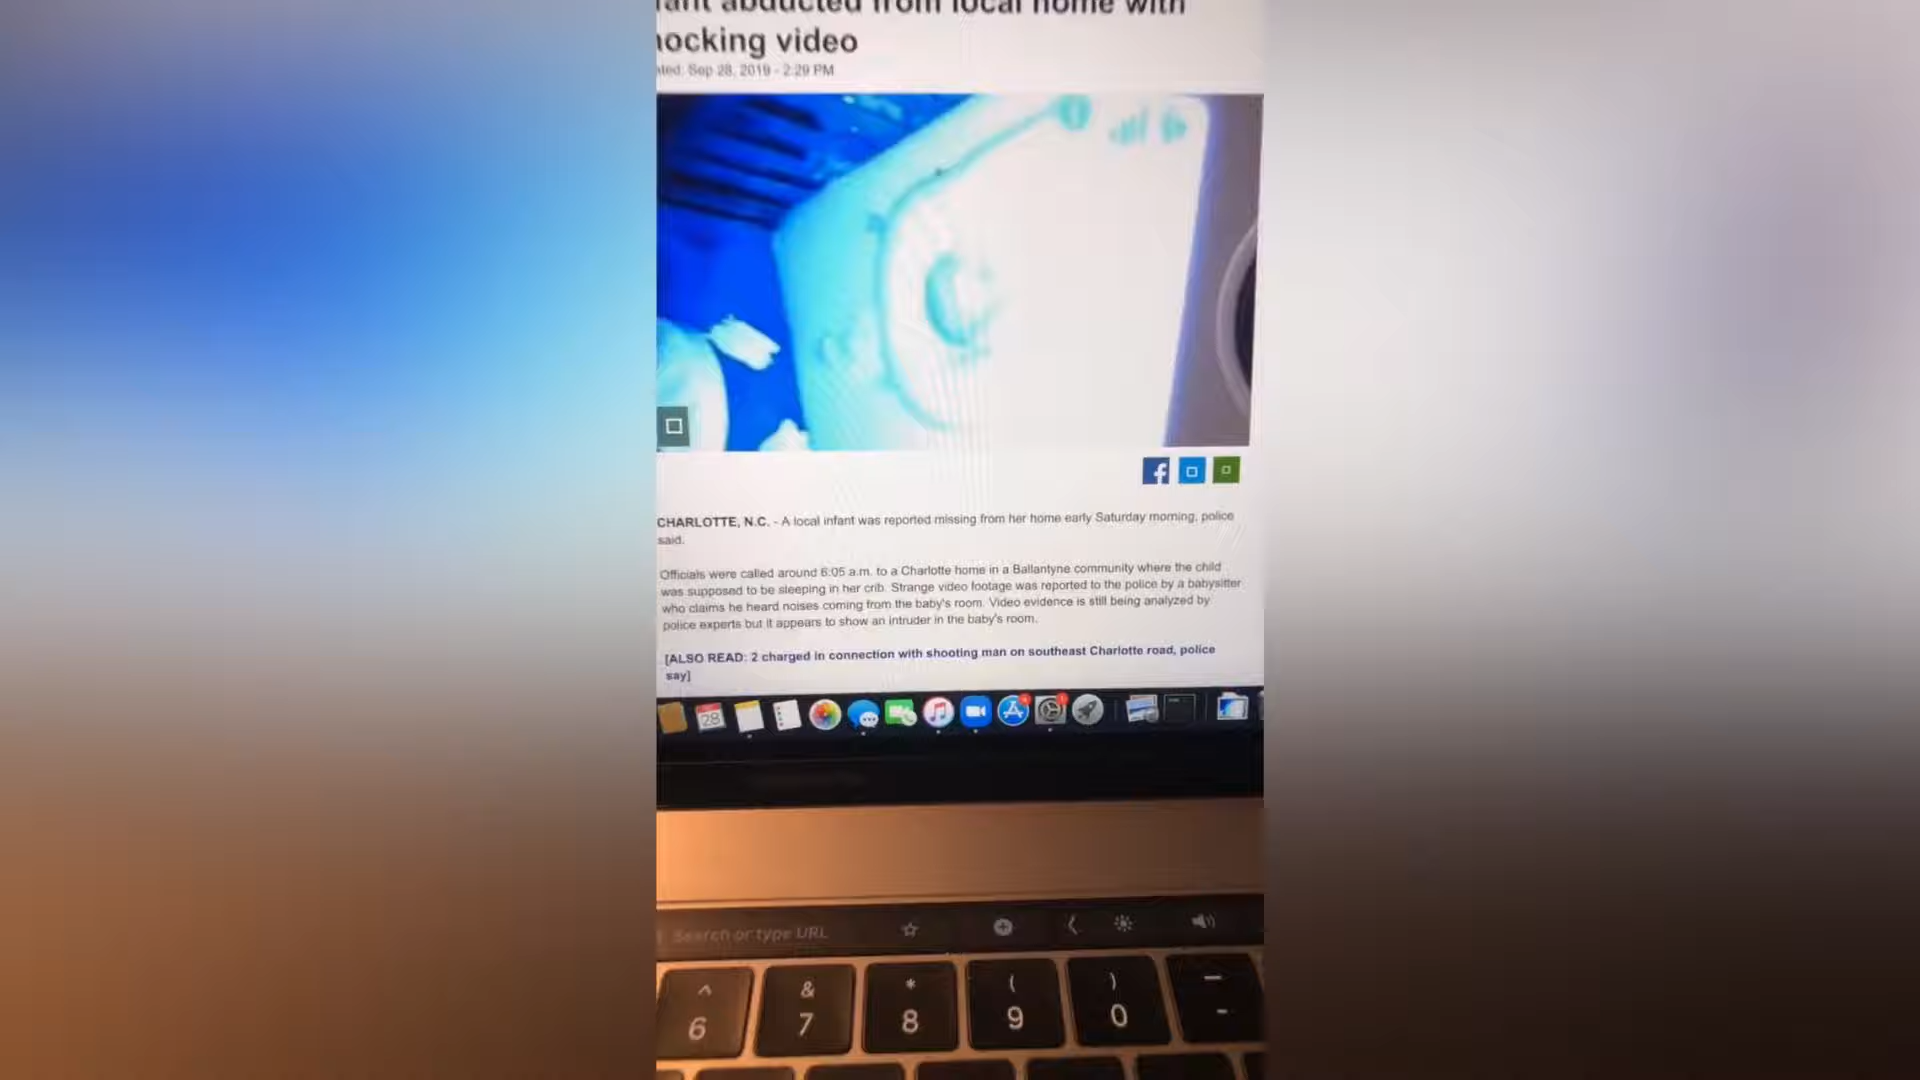 abducted from local home with
ocking video
Sep 28, 2019 - 2:29 PM
f
CHARLOTTE, N.C. - A local infant was reported missing from her home early Saturday morning, police
said.
Officials were called around 6:05 a.m. to a Charlotte home in a Ballantyne community where the child
was supposed to be sleeping in her crib. Strange video footage was reported to the police by a babysitter
who claims he heard noises coming from the baby's room. Video evidence is still being analyzed by
police experts but it appears to show an intruder in the baby's room.
[ALSO READ: 2 charged in connection with shooting man on southeast Charlotte road, police
say]
28
Search or type URL
^ & * ( ) –
6 7 8 9 0 -